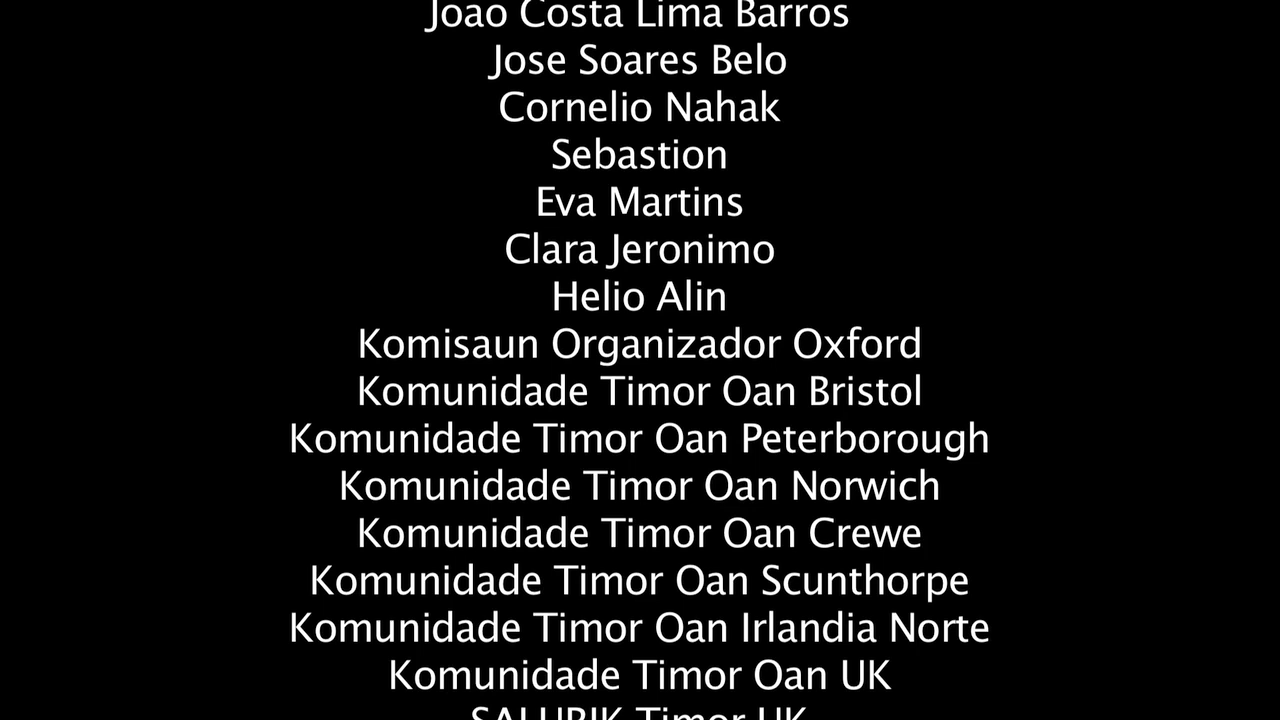 Joao Costa Lima Barros
Jose Soares Belo
Cornelio Nahak
Sebastion
Eva Martins
Clara Jeronimo
Helio Alin
Komisaun Organizador Oxford
Komunidade Timor Oan Bristol
Komunidade Timor Oan Peterborough
Komunidade Timor Oan Norwich
Komunidade Timor Oan Crewe
Komunidade Timor Oan Scunthorpe
Komunidade Timor Oan Irlandia Norte
Komunidade Timor Oan UK
Timor UK